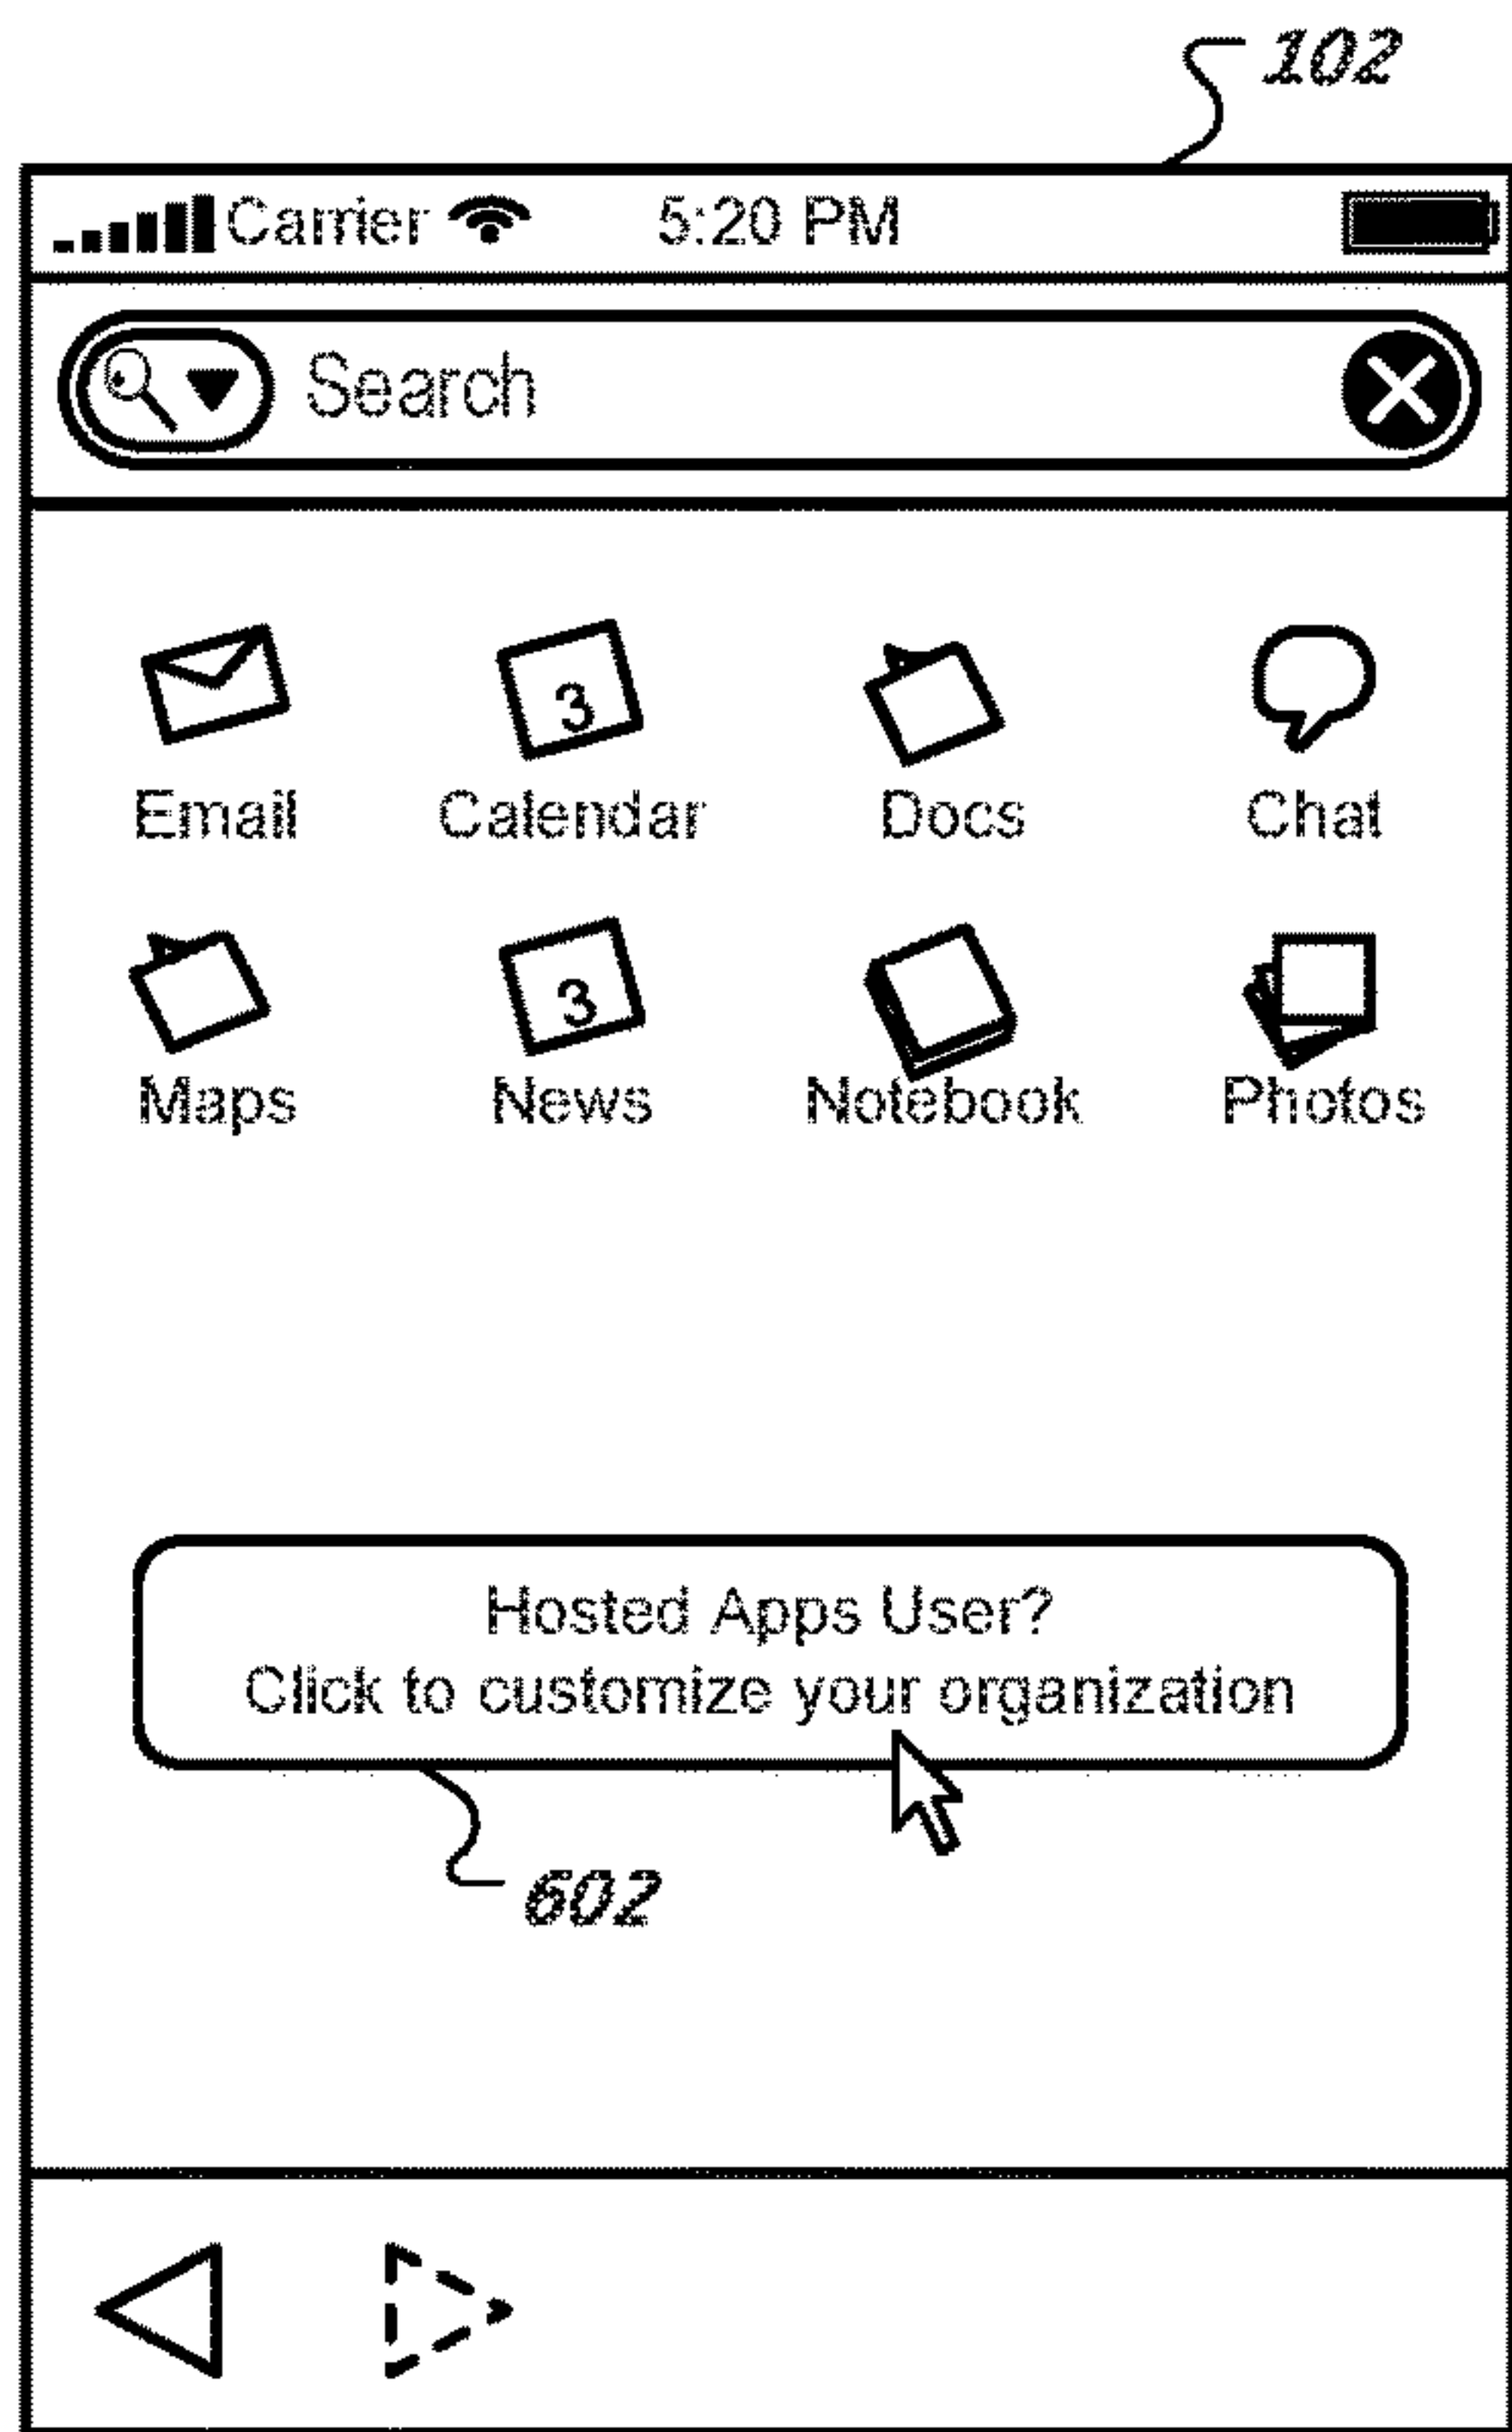 102
Carrier 5:20 PM
Search
3
Email Calendar Docs Chat
3
Maps News Notebook Photos
Hosted Apps User?
Click to customize your organization
602